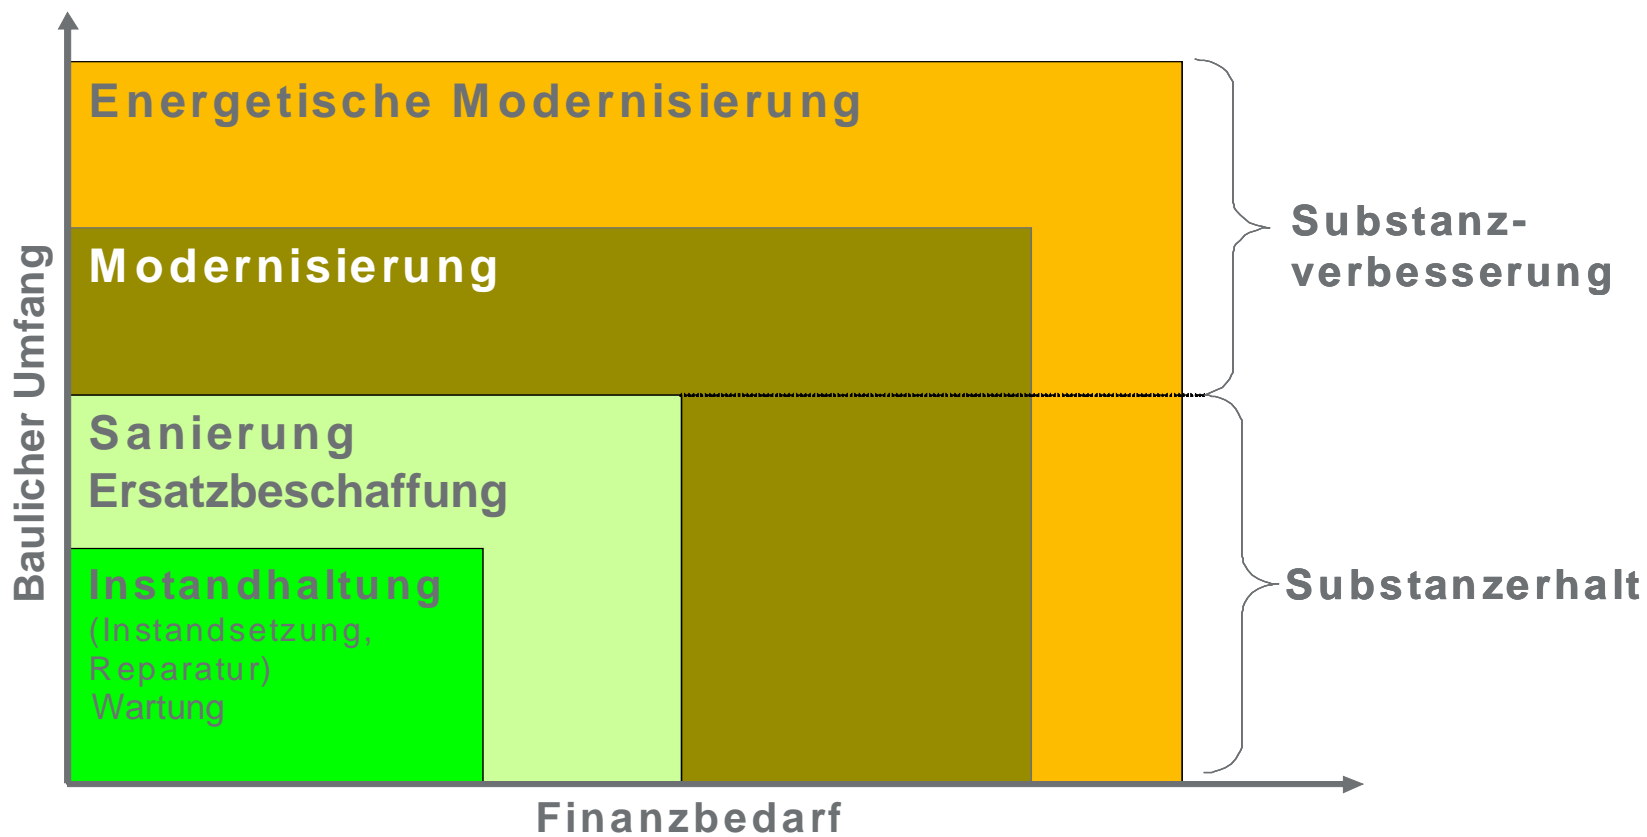 Energetische Modernisierung
Modernisierung
Sanierung
Ersatzbeschaffung
Instandhaltung
(Instandsetzung,
Reparatur)
Wartung
Baulicher Umfang
Finanzbedarf
Substanz-
verbesserung
Substanzerhalt